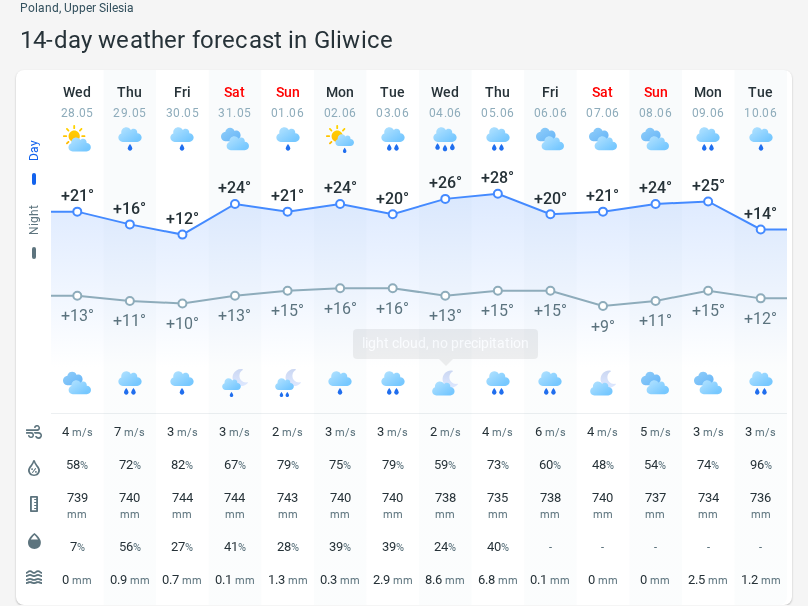 Poland, Upper Silesia
14-day weather forecast in Gliwice
Wed Thu Fri Sat Sun Mon Tue Wed Thu Fri Sat Sun Mon Tue
28.05 29.05 30.05 31.05 01.06 02.06 03.06 04.06 05.06 06.06 07.06 08.06 09.06 10.06
Day
+21° +16° +12° +24° +21° +24° +20° +26° +28° +20° +21° +24° +25° +14°
Night
+13° +11° +10° +13° +15° +16° +16° +13° +15° +15° +9° +11° +15° +12°
light cloud, no precipitation
4 m/s 7 m/s 3 m/s 3 m/s 2 m/s 3 m/s 3 m/s 2 m/s 4 m/s 6 m/s 4 m/s 5 m/s 3 m/s 3 m/s
58% 72% 82% 67% 79% 75% 79% 59% 73% 60% 48% 54% 74% 96%
739 740 744 744 743 740 740 738 735 738 740 737 734 736
mm mm mm mm mm mm mm mm mm mm mm mm mm mm
7% 56% 27% 41% 28% 39% 39% 24% 40% - - - - -
0 mm 0.9 mm 0.7 mm 0.1 mm 1.3 mm 0.3 mm 2.9 mm 8.6 mm 6.8 mm 0.1 mm 0 mm 0 mm 2.5 mm 1.2 mm